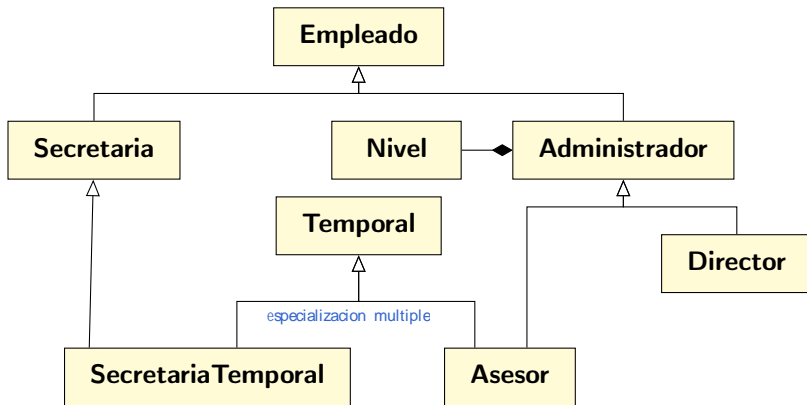 Empleado
Secretaria
Nivel
Administrador
Temporal
Director
especializacion multiple
SecretariaTemporal
Asesor